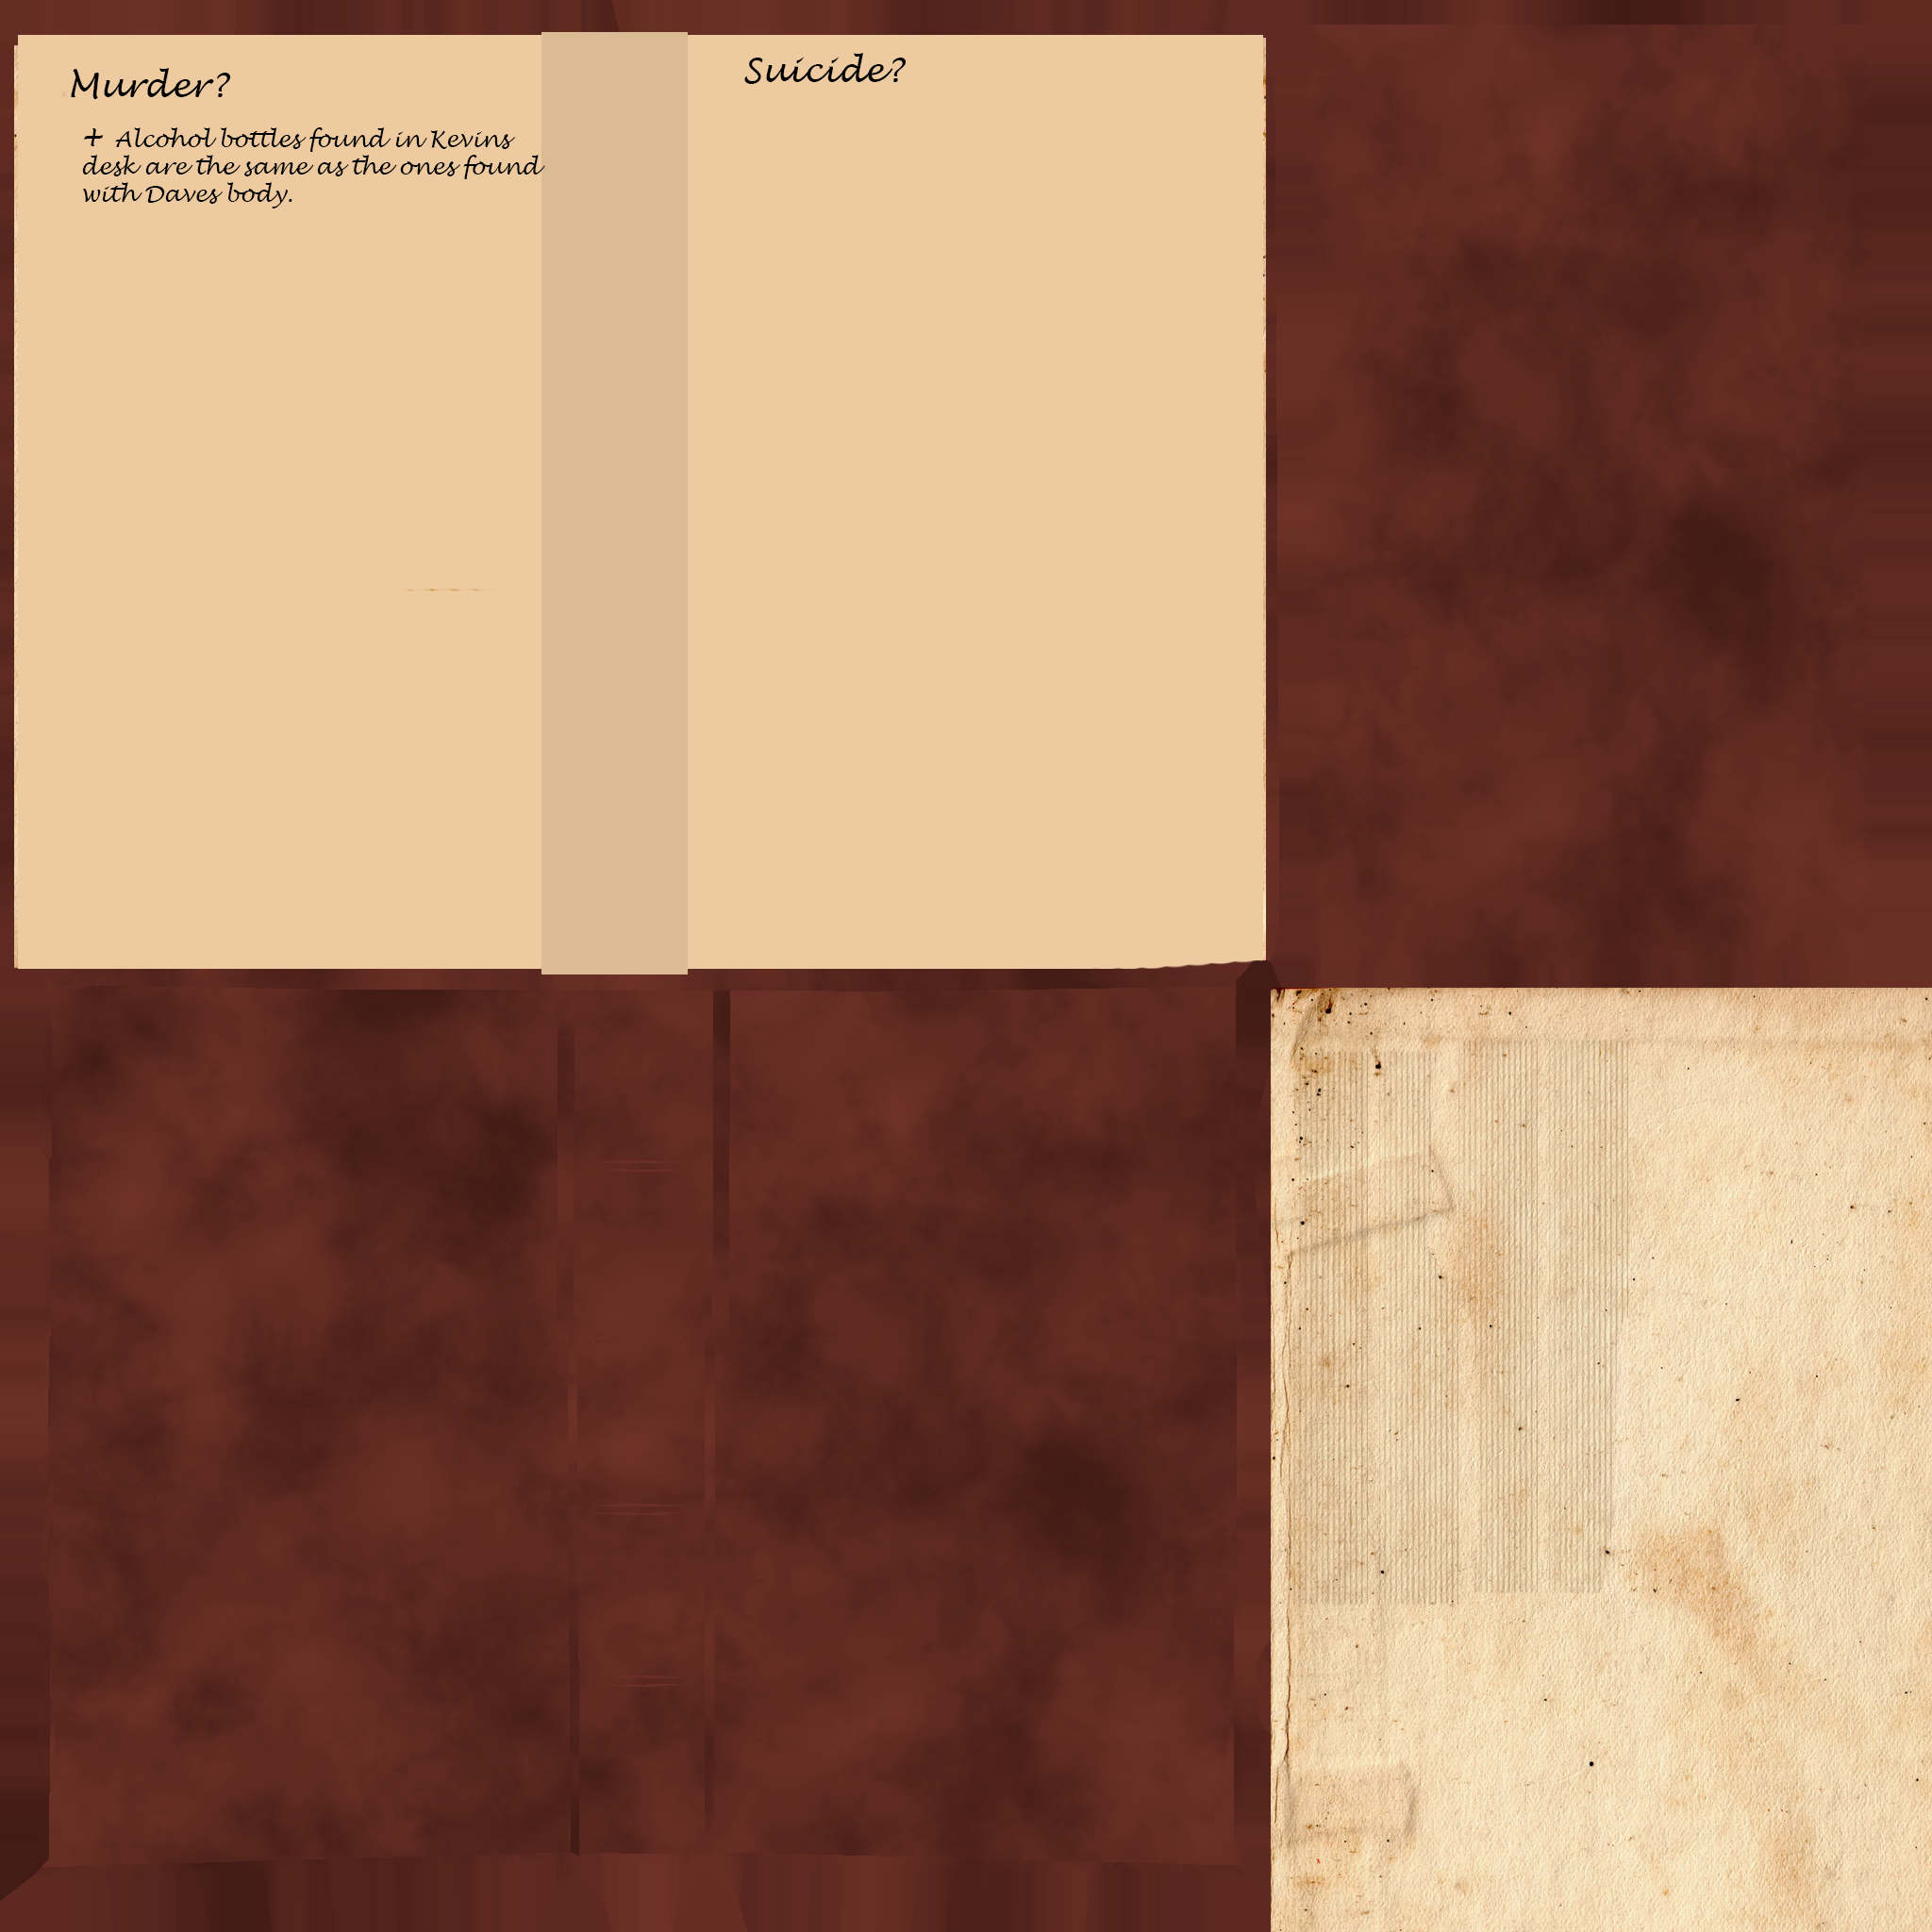 Murder?
+ Alcohol bottles found in Kevins
desk are the same as the ones found
with Daves body.
Suicide?